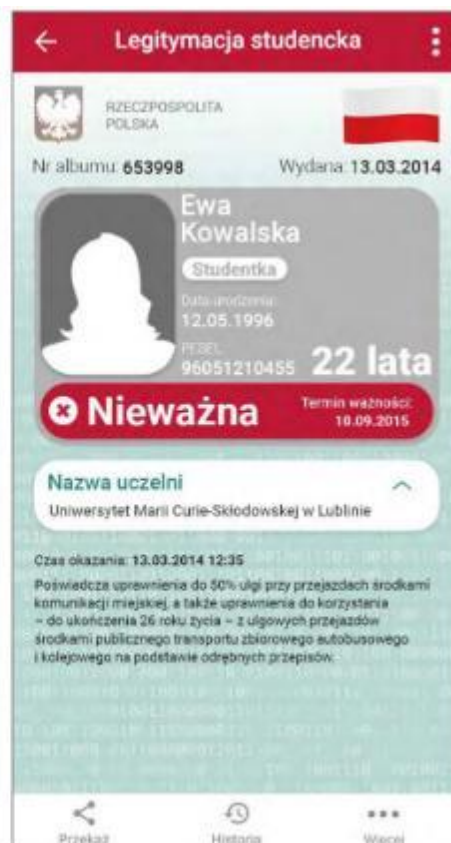 Legitymacja studencka
RZECZPOSPOLITA
POLSKA
Nr albumu: 653998
Wydana: 13.03.2014
Ewa
Kowalska
Studentka
Data urodzenia:
12.05.1996
PESEL:
96051210455
22 lata
Nieważna
Termin ważności:
10.09.2015
Nazwa uczelni
Uniwersytet Marii Curie-Skłodowskej w Lublinie
Czas okazania: 13.03.2014 12:35
Poświadcza uprawnienia do 50% ulgi przy przejazdach środkami
komunikacji miejskiej, a także uprawnienia do korzystania
– do ukończenia 26 roku życia – z ulgowych przejazdów
środkami publicznego transportu zbiorowego autobusowego
i kolejowego na podstawie odrębnych przepisów.
Przekaż
Historia
Więcej